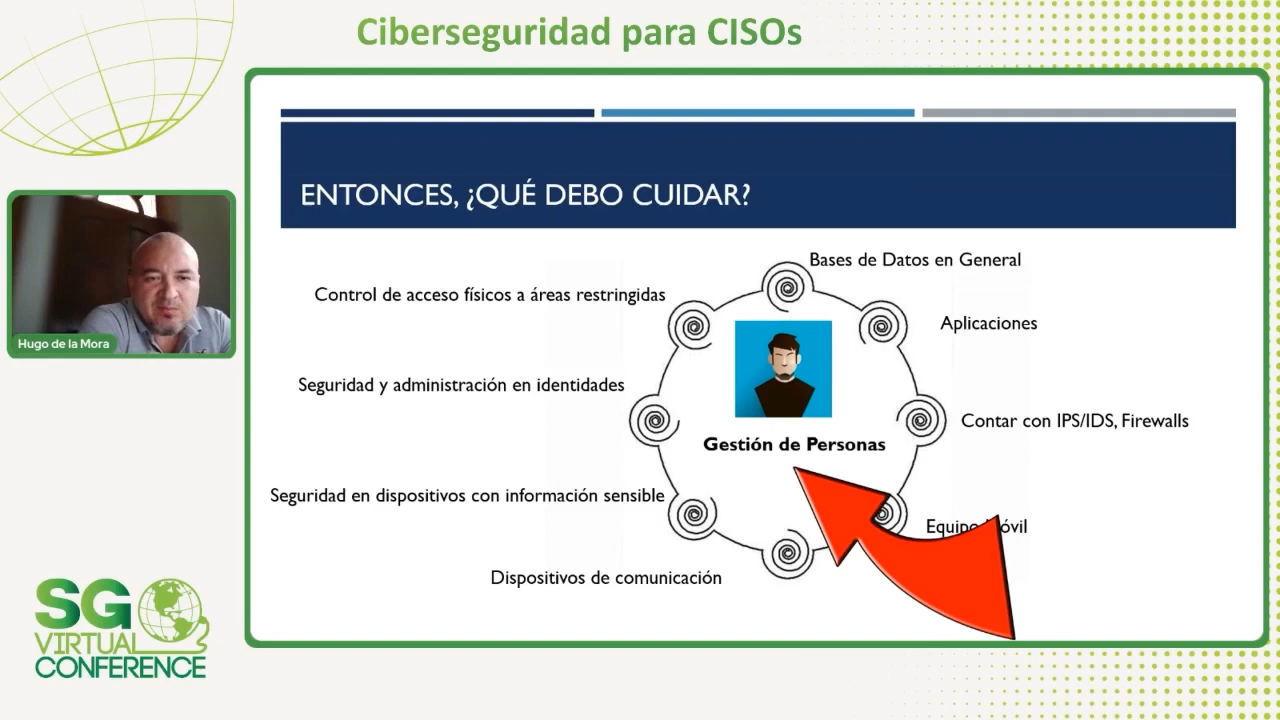 Ciberseguridad para CISOs
ENTONCES, ¿QUÉ DEBO CUIDAR?
Bases de Datos en General
Control de acceso físicos a áreas restringidas
Aplicaciones
Hugo de la Mora
Seguridad y administración en identidades
Contar con IPS/IDS, Firewalls
Gestión de Personas
Seguridad en dispositivos con información sensible
Equipo Móvil
Dispositivos de comunicación
SG
VIRTUAL
CONFERENCE